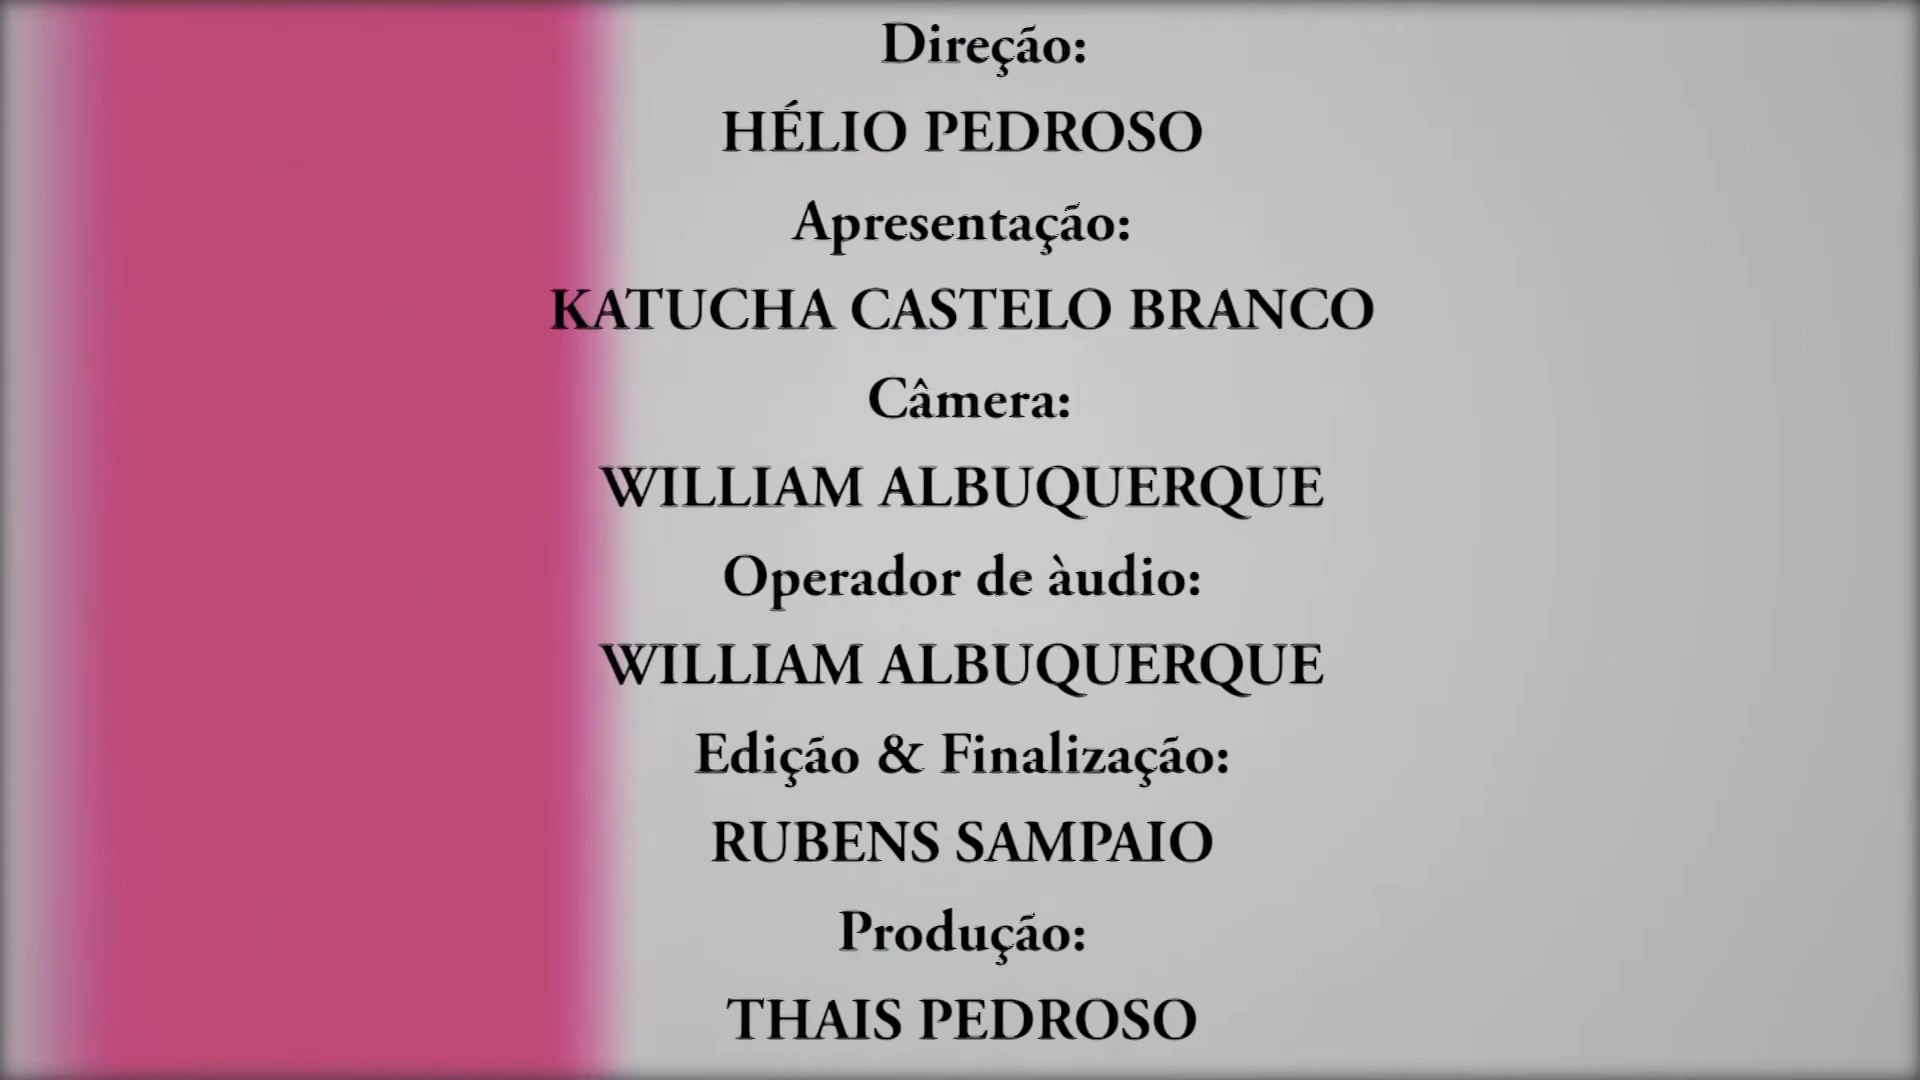 Direção:
HÉLIO PEDROSO
Apresentação:
KATUCHA CASTELO BRANCO
Câmera:
WILLIAM ALBUQUERQUE
Operador de àudio:
WILLIAM ALBUQUERQUE
Edição & Finalização:
RUBENS SAMPAIO
Produção:
THAIS PEDROSO